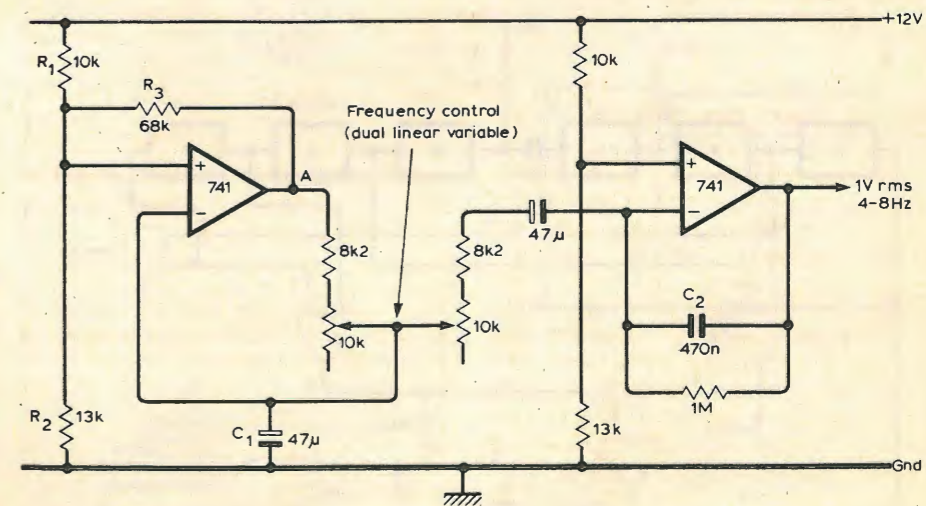 +12V
R1
10k
10k
R3
68k
Frequency control
(dual linear variable)
+
741
−
A
+
741
−
1V rms
4-8Hz
47μ
8k2
8k2
10k
10k
C2
470n
1M
R2
13k
C1
47μ
13k
Gnd